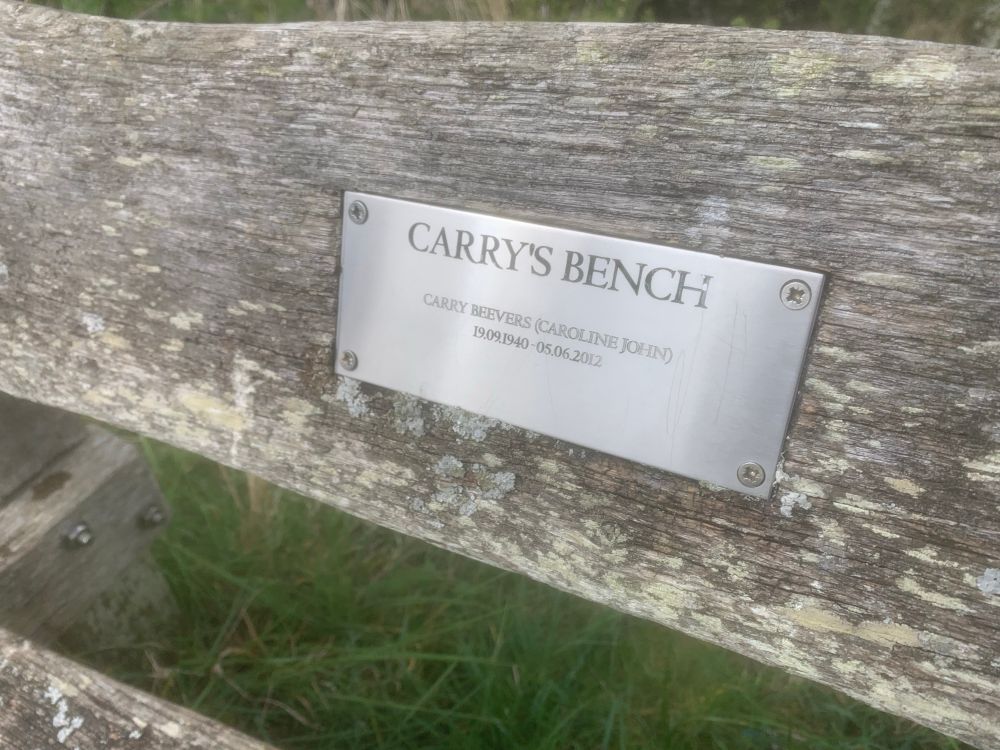 CARRY'S BENCH
CARRY BEEVERS (CAROLINE JOHN)
19.09.1940 - 05.06.2012